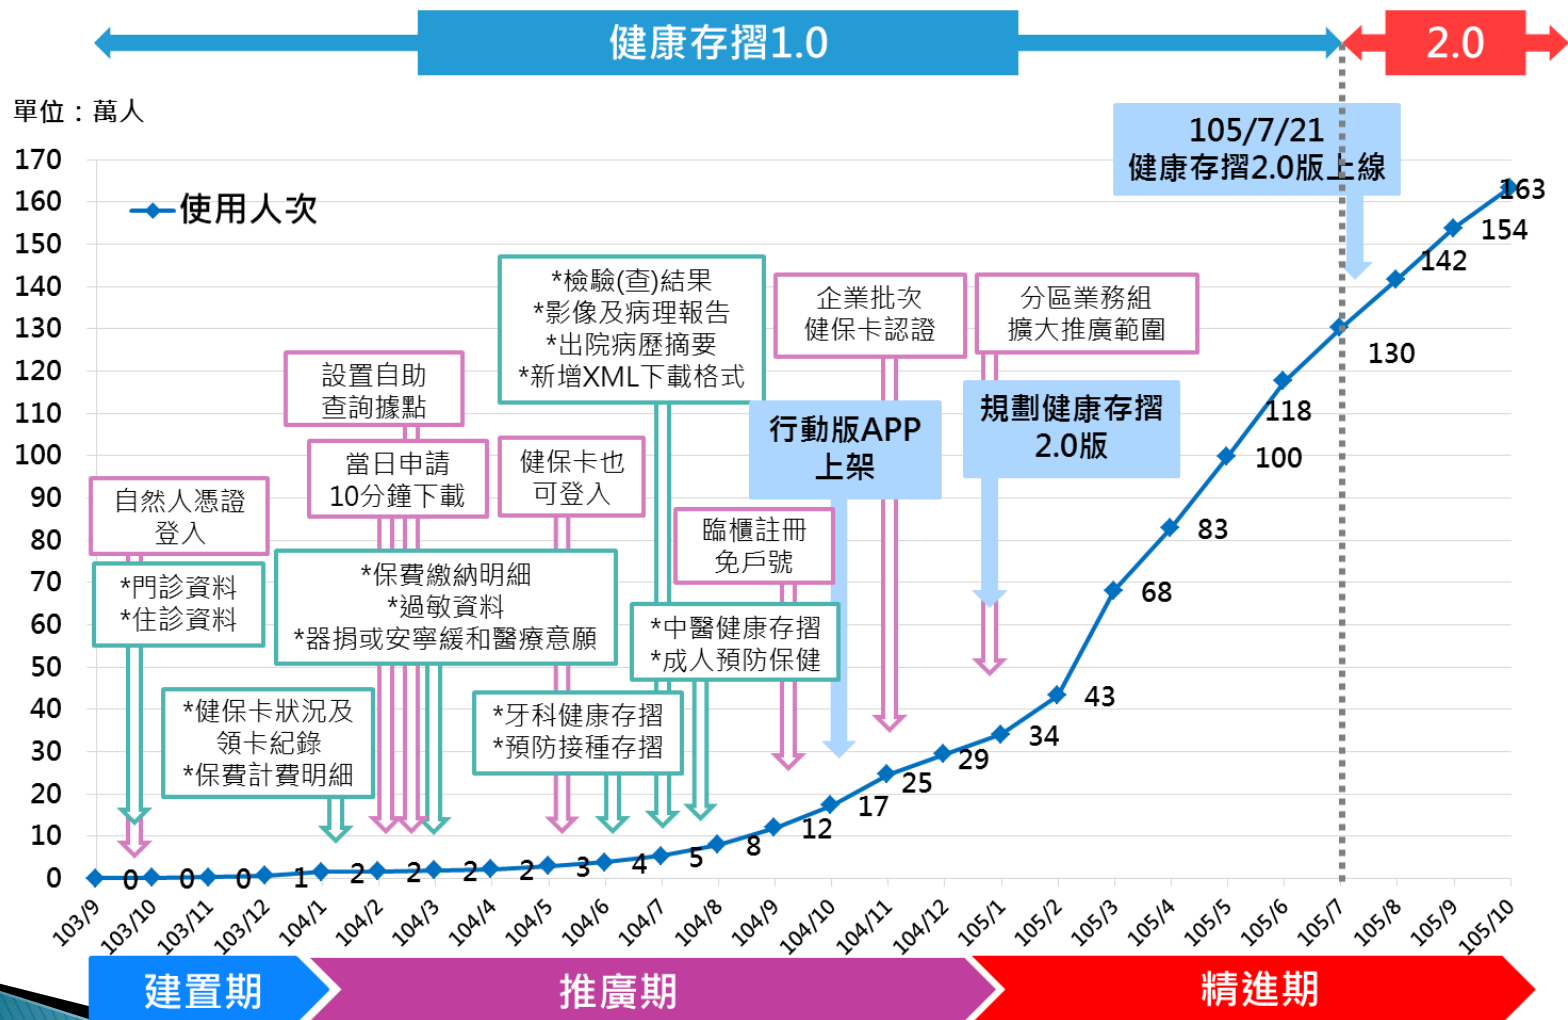 健康存摺1.0
2.0
單位：萬人
105/7/21
健康存摺2.0版上線
使用人次
170
160
150
140
130
120
110
100
90
80
70
60
50
40
30
20
10
0
自然人憑證
登入
*門診資料
*住診資料
*健保卡狀況及
領卡紀錄
*保費計費明細
設置自助
查詢據點
當日申請
10分鐘下載
*保費繳納明細
*過敏資料
*器捐或安寧緩和醫療意願
健保卡也
可登入
*牙科健康存摺
*預防接種存摺
*檢驗(查)結果
*影像及病理報告
*出院病歷摘要
*新增XML下載格式
*中醫健康存摺
*成人預防保健
臨櫃註冊
免戶號
行動版APP
上架
企業批次
健保卡認證
分區業務組
擴大推廣範圍
規劃健康存摺
2.0版
0
0
0
1
2
2
2
2
3
4
5
8
12
17
25
29
34
43
68
83
100
118
130
142
154
163
103/9
103/10
103/11
103/12
104/1
104/2
104/3
104/4
104/5
104/6
104/7
104/8
104/9
104/10
104/11
104/12
105/1
105/2
105/3
105/4
105/5
105/6
105/7
105/8
105/9
105/10
建置期
推廣期
精進期